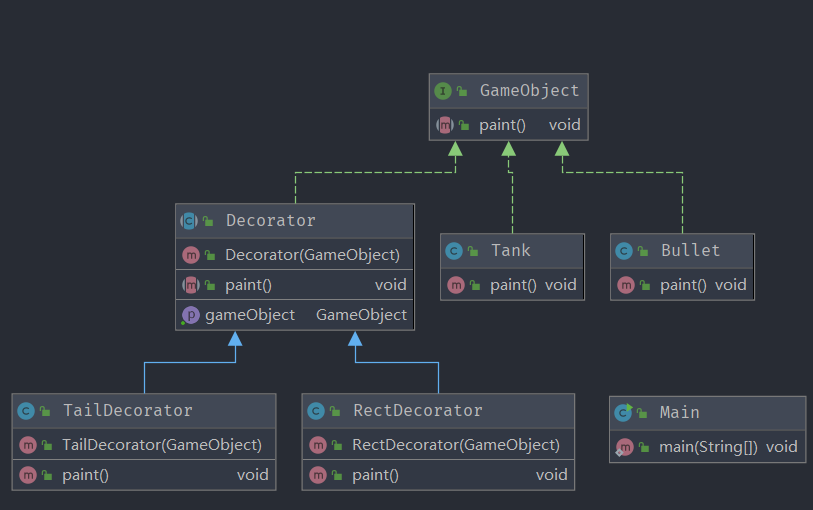 GameObject
paint() void
Decorator
Decorator(GameObject)
paint() void
gameObject GameObject
Tank
paint() void
Bullet
paint() void
TailDecorator
TailDecorator(GameObject)
paint() void
RectDecorator
RectDecorator(GameObject)
paint() void
Main
main(String[]) void